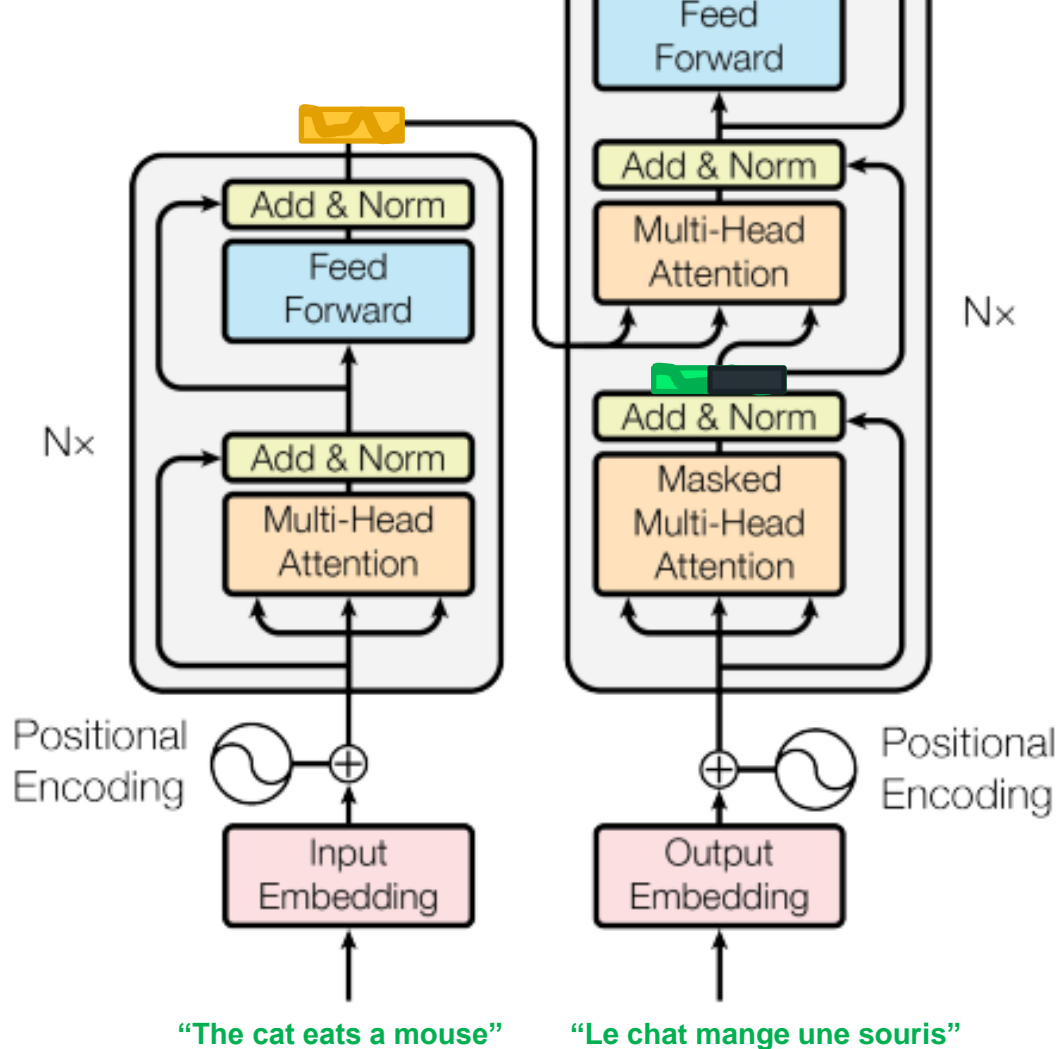 Feed
Forward
Add & Norm
Multi-Head
Attention
Nx
Add & Norm
Masked
Multi-Head
Attention
Add & Norm
Feed
Forward
Nx
Add & Norm
Multi-Head
Attention
Positional
Encoding
Positional
Encoding
Input
Embedding
Output
Embedding
“The cat eats a mouse”
“Le chat mange une souris”